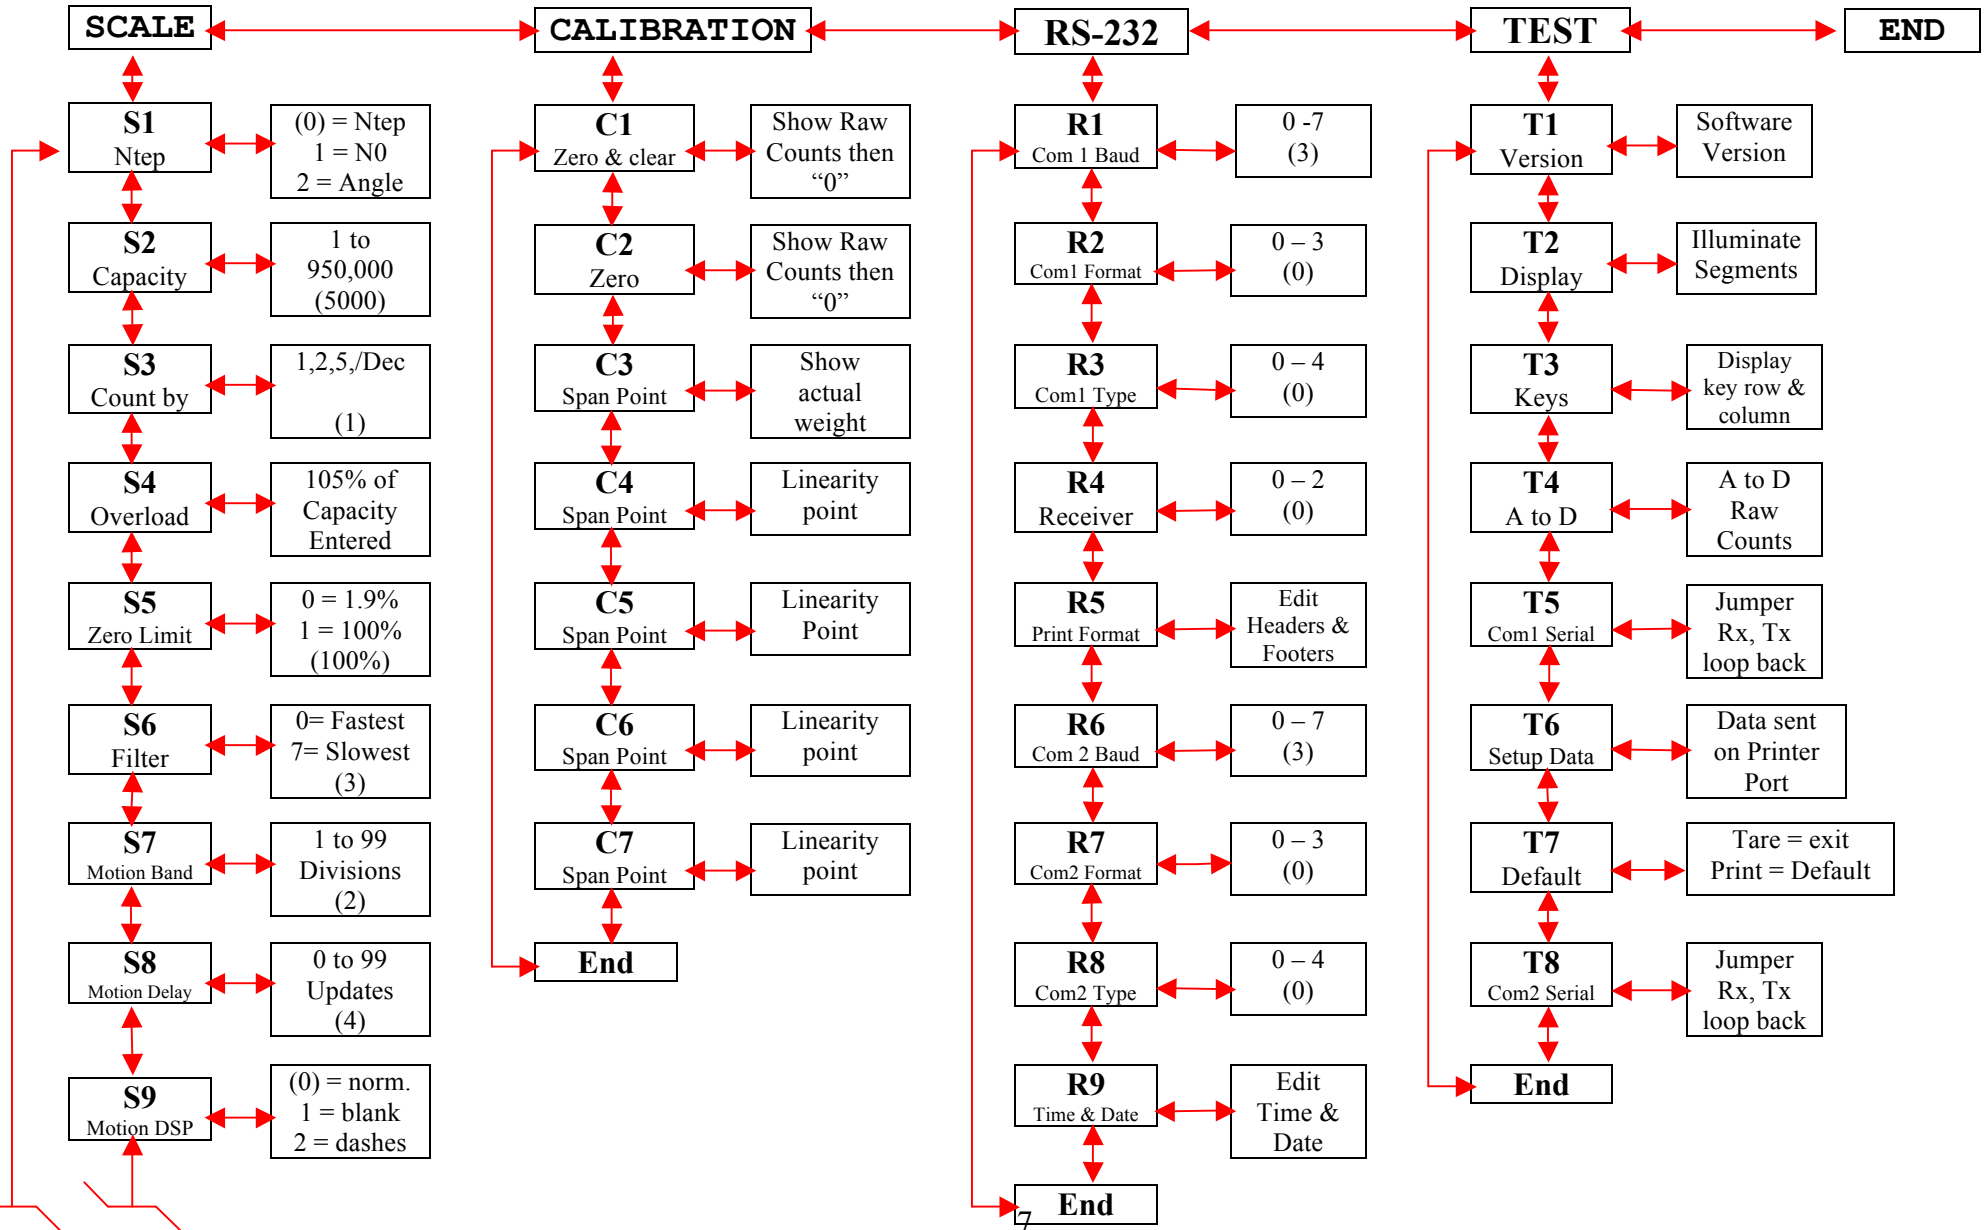 SCALE
CALIBRATION
RS-232
TEST
END
S1
Ntep
(0) = Ntep
1 = N0
2 = Angle
S2
Capacity
1 to
950,000
(5000)
S3
Count by
1,2,5,/Dec
(1)
S4
Overload
105% of
Capacity
Entered
S5
Zero Limit
0 = 1.9%
1 = 100%
(100%)
S6
Filter
0= Fastest
7= Slowest
(3)
S7
Motion Band
1 to 99
Divisions
(2)
S8
Motion Delay
0 to 99
Updates
(4)
S9
Motion DSP
(0) = norm.
1 = blank
2 = dashes
C1
Zero & clear
Show Raw
Counts then
“0”
C2
Zero
Show Raw
Counts then
“0”
C3
Span Point
Show
actual
weight
C4
Span Point
Linearity
point
C5
Span Point
Linearity
Point
C6
Span Point
Linearity
point
C7
Span Point
Linearity
point
End
R1
Com 1 Baud
0 -7
(3)
R2
Com1 Format
0 – 3
(0)
R3
Com1 Type
0 – 4
(0)
R4
Receiver
0 – 2
(0)
R5
Print Format
Edit
Headers &
Footers
R6
Com 2 Baud
0 – 7
(3)
R7
Com2 Format
0 – 3
(0)
R8
Com2 Type
0 – 4
(0)
R9
Time & Date
Edit
Time &
Date
End
T1
Version
Software
Version
T2
Display
Illuminate
Segments
T3
Keys
Display
key row &
column
T4
A to D
A to D
Raw
Counts
T5
Com1 Serial
Jumper
Rx, Tx
loop back
T6
Setup Data
Data sent
on Printer
Port
T7
Default
Tare = exit
Print = Default
T8
Com2 Serial
Jumper
Rx, Tx
loop back
End
7